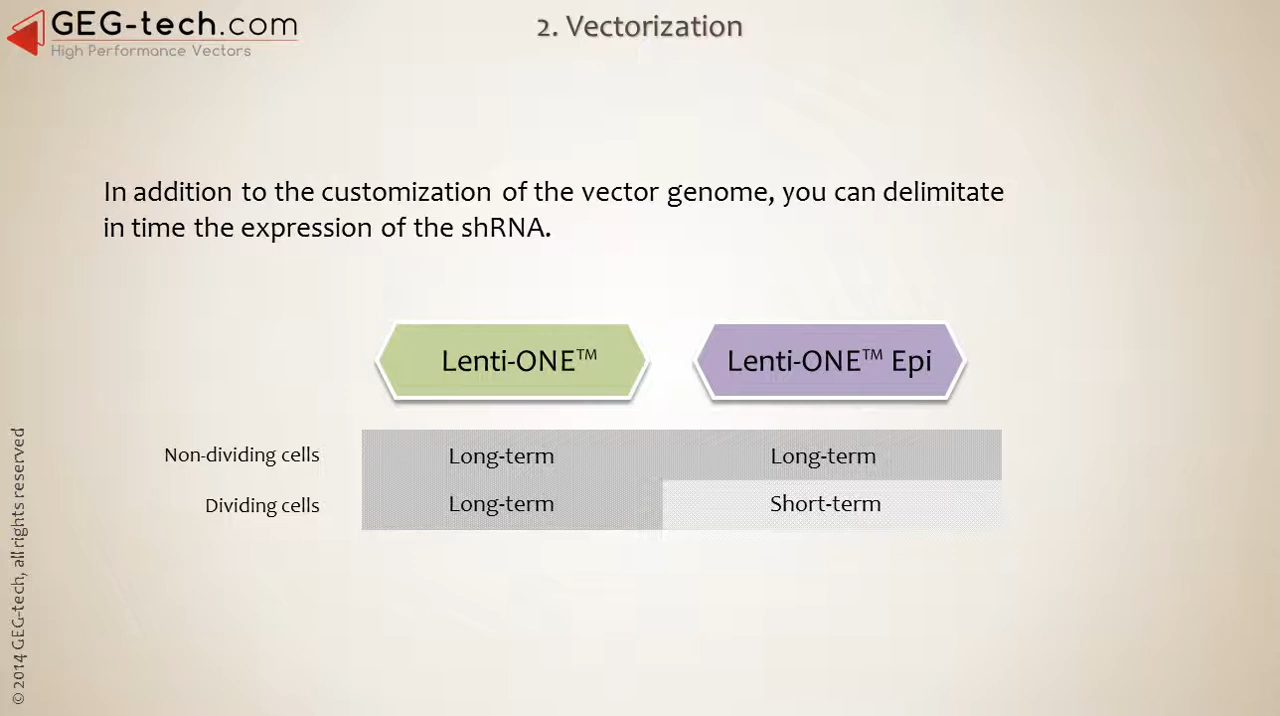 GEG-tech.com
High Performance Vectors
2. Vectorization
In addition to the customization of the vector genome, you can delimitate
in time the expression of the shRNA.
Lenti-ONE™ Lenti-ONE™ Epi
Non-dividing cells Long-term Long-term
Dividing cells Long-term Short-term
© 2014 GEG-tech, all rights reserved